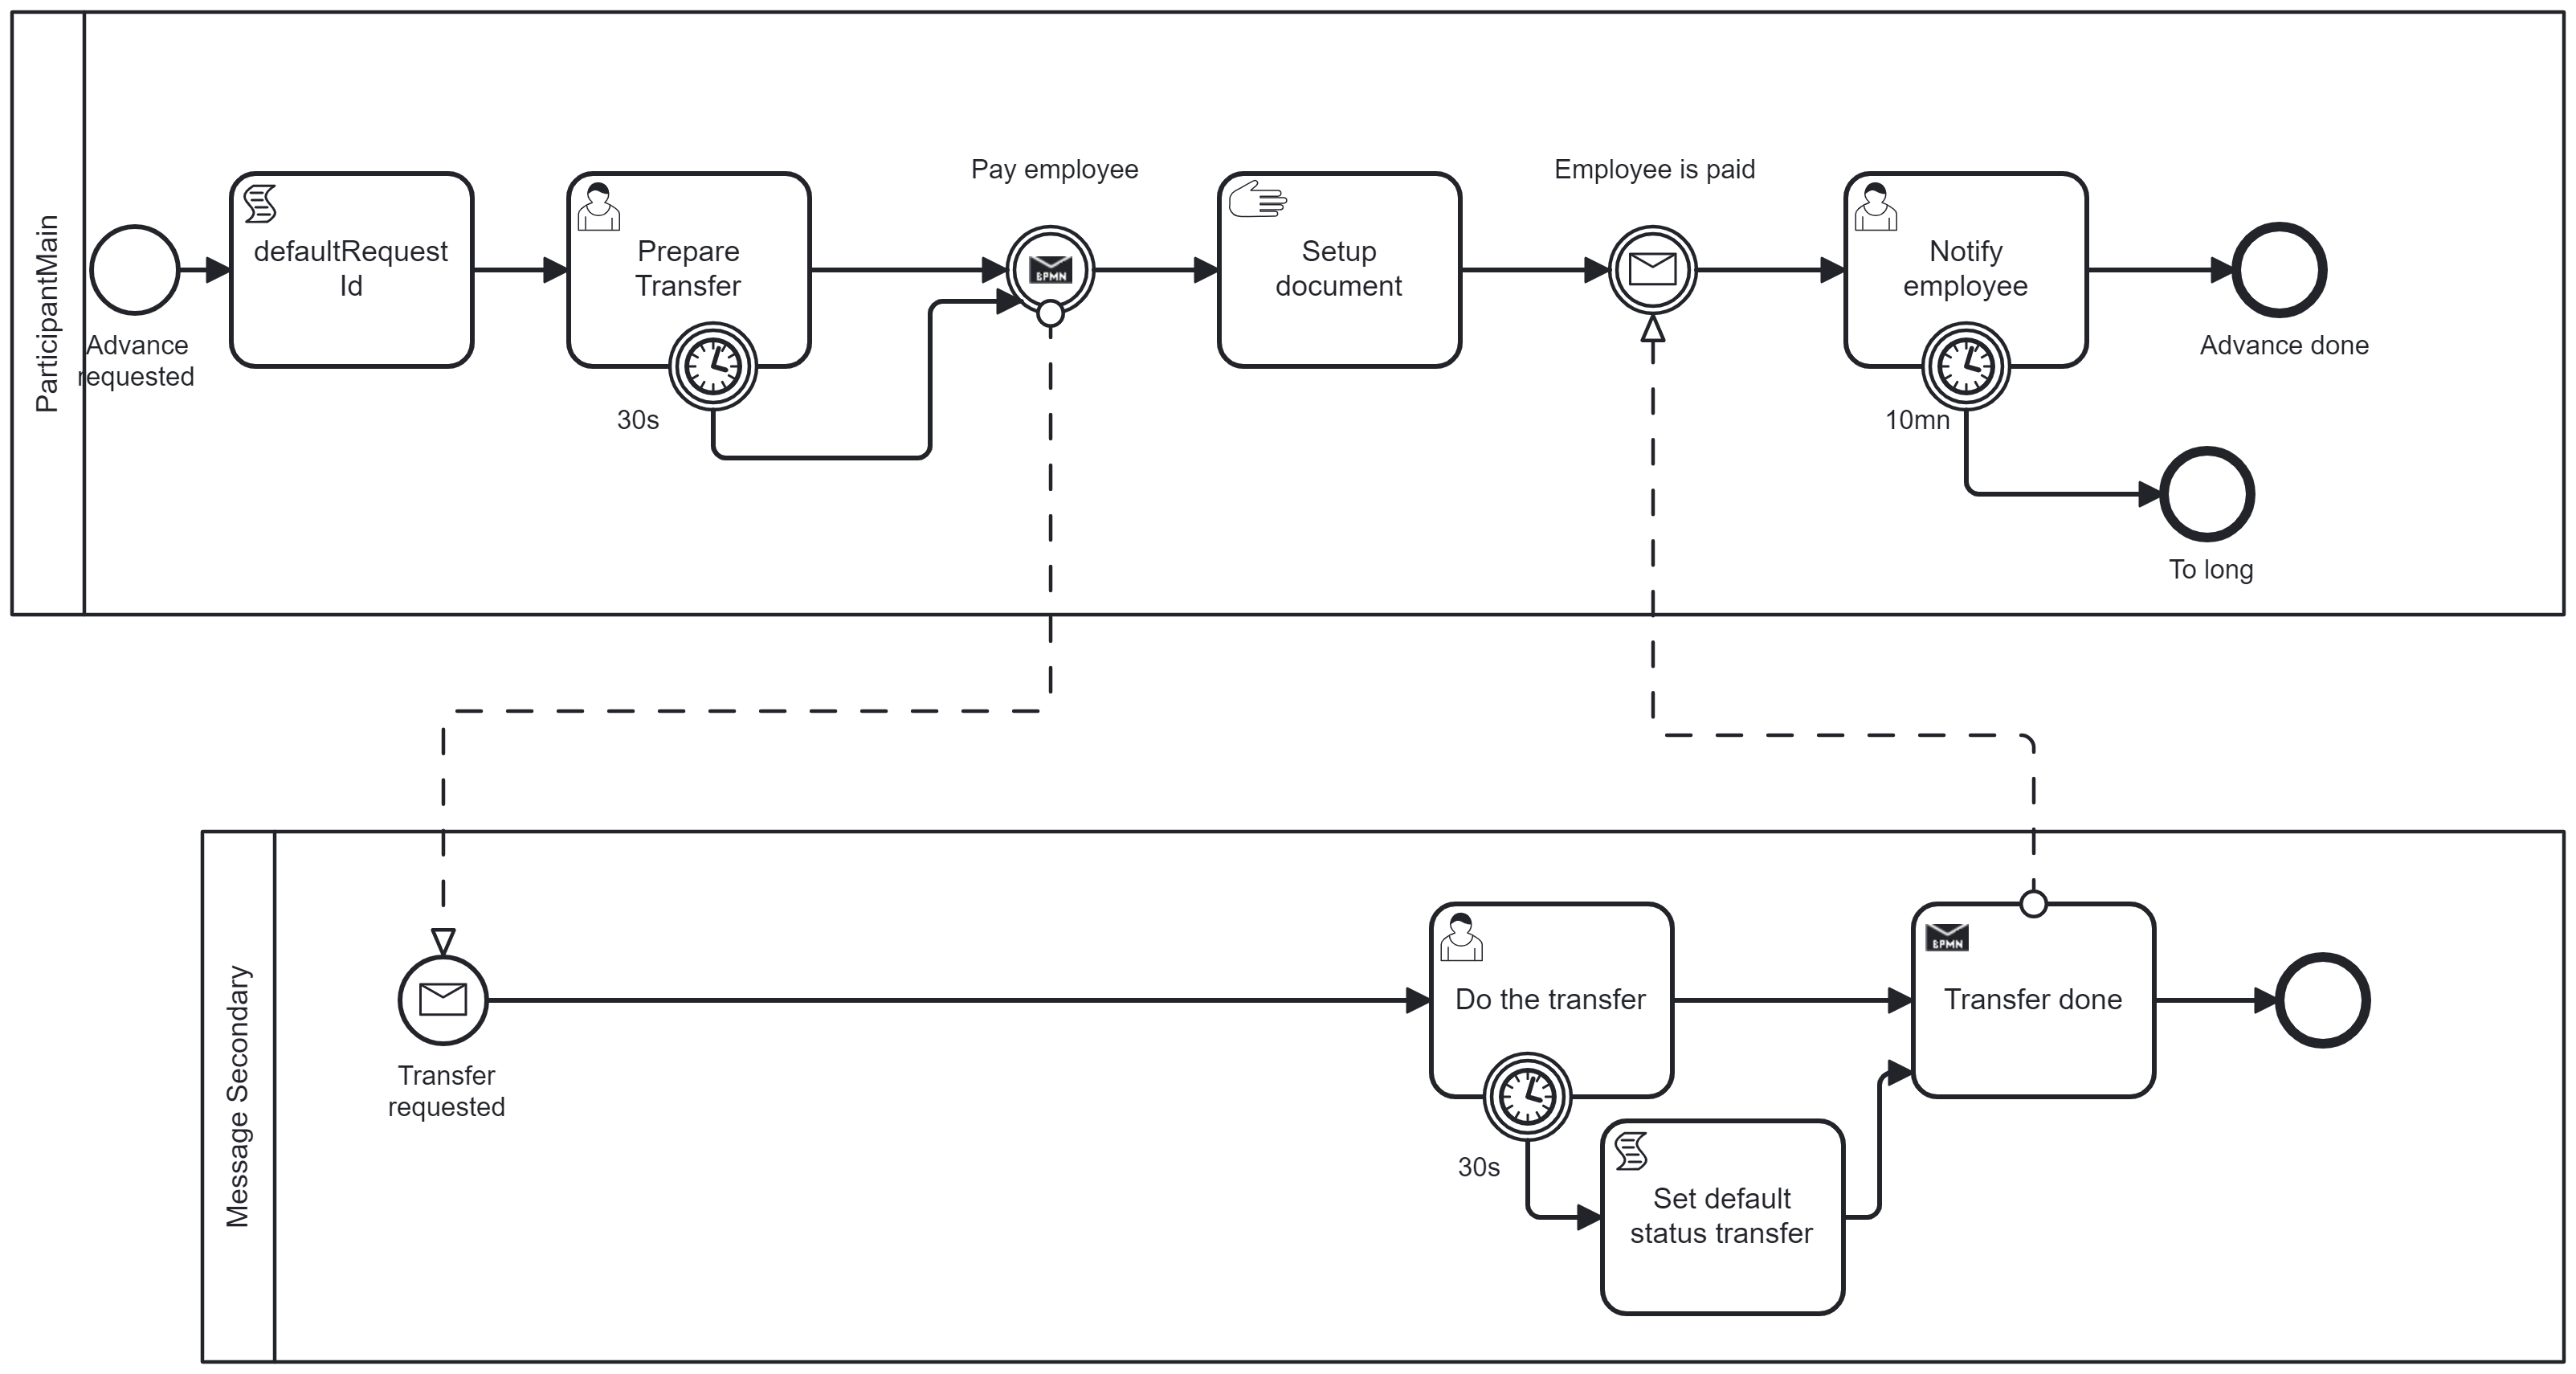 ParticipantMain
Advance
requested
defaultRequest
Id
Prepare
Transfer
30s
Pay employee
BPMN
Setup
document
Employee is paid
Notify
employee
10mn
Advance done
To long
Message Secondary
Transfer
requested
Do the transfer
30s
Set default
status transfer
BPMN
Transfer done